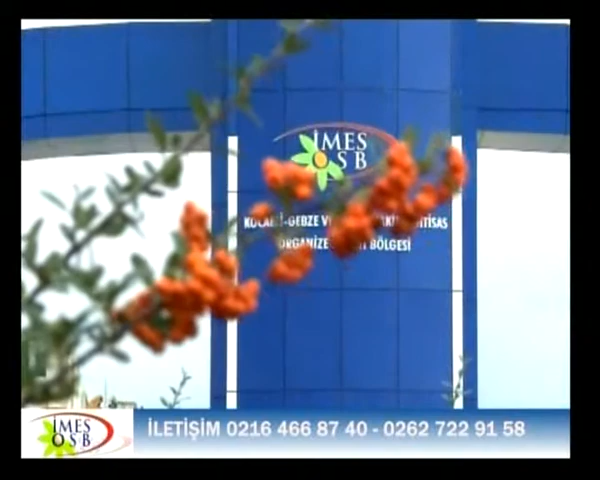 İMES
OSB
KOCAELİ-GEBZE
ORGANİZE BÖLGESİ
İMES
OSB
İLETİŞİM 0216 466 87 40 - 0262 722 91 58